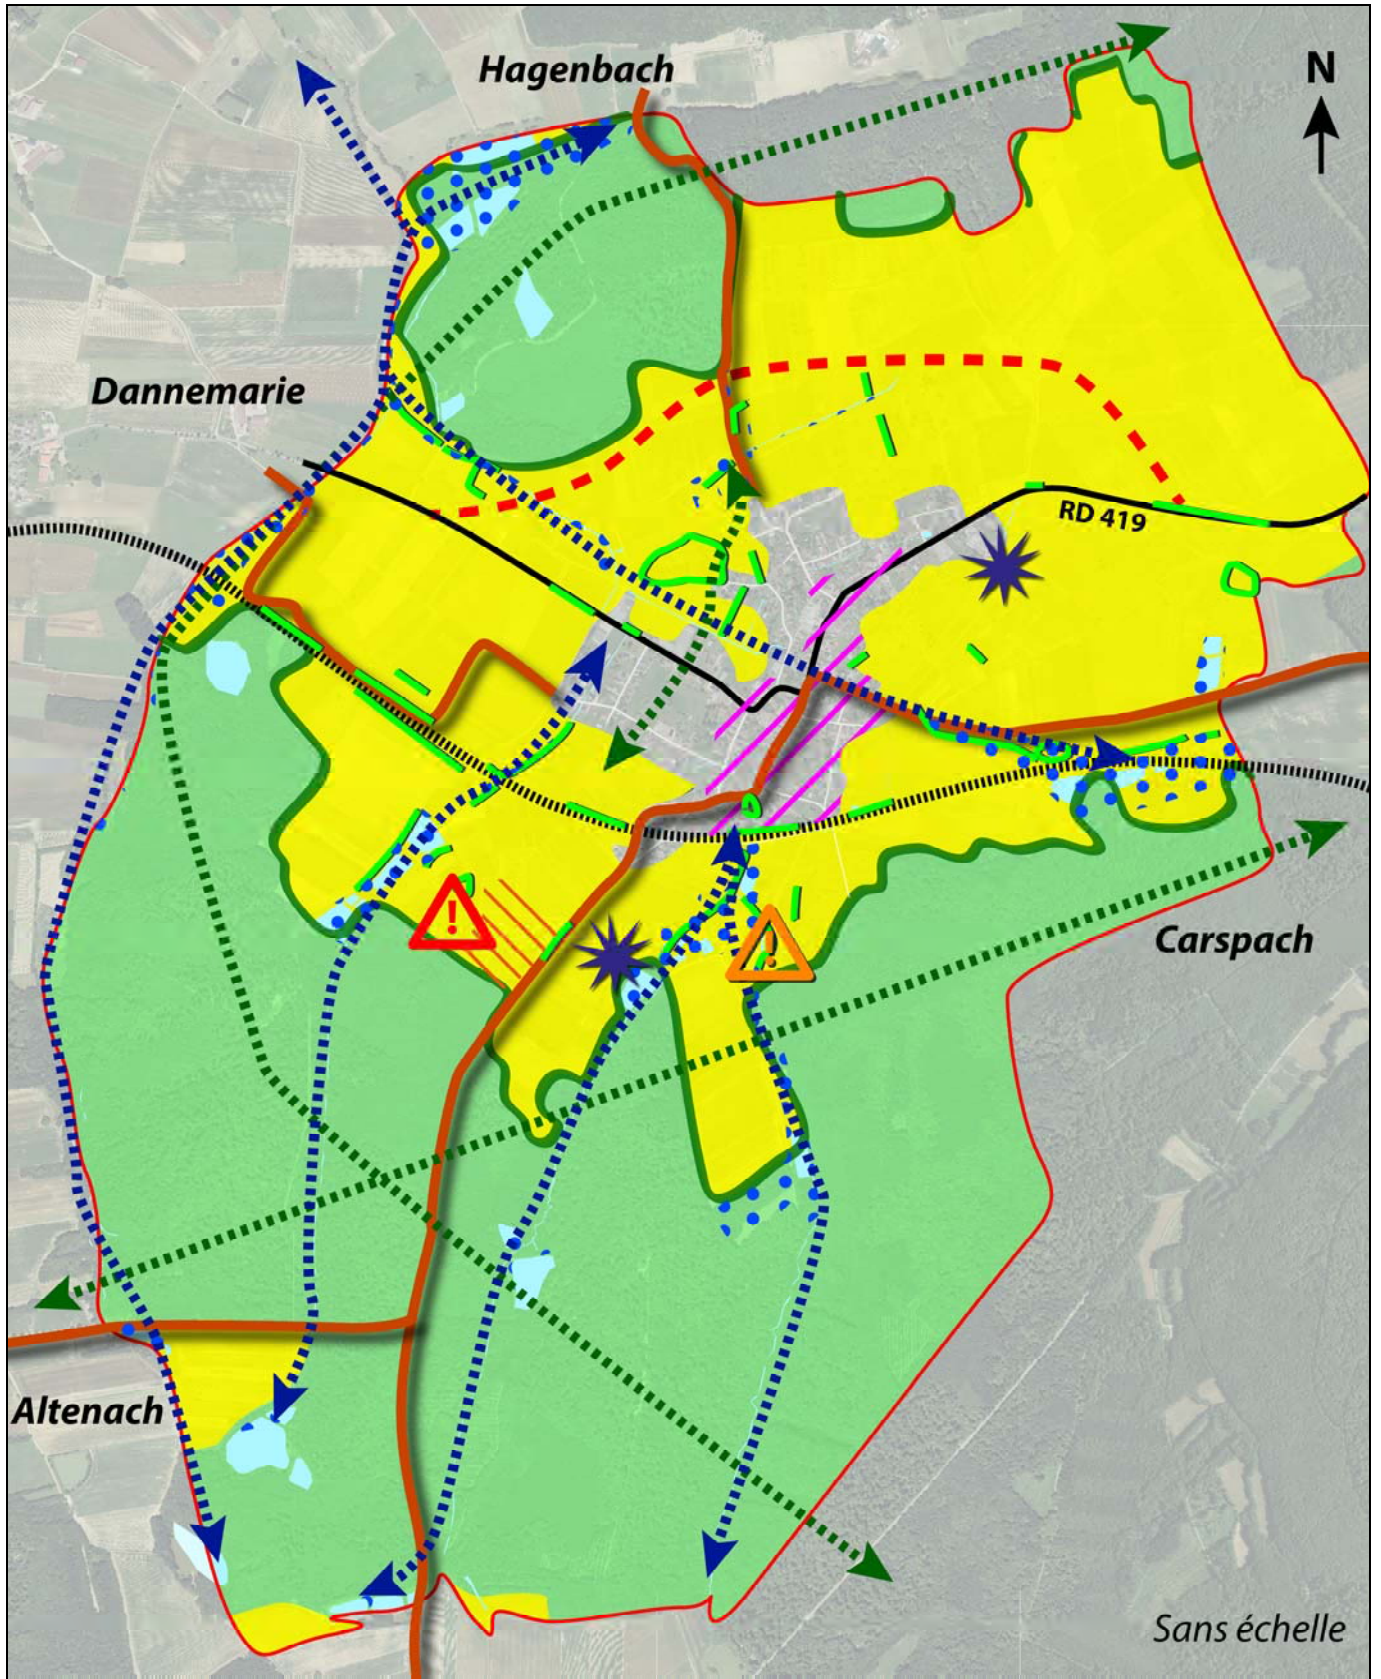 Hagenbach
N
Dannemarie
RD 419
!
!
Carspach
Altenach
Sans échelle